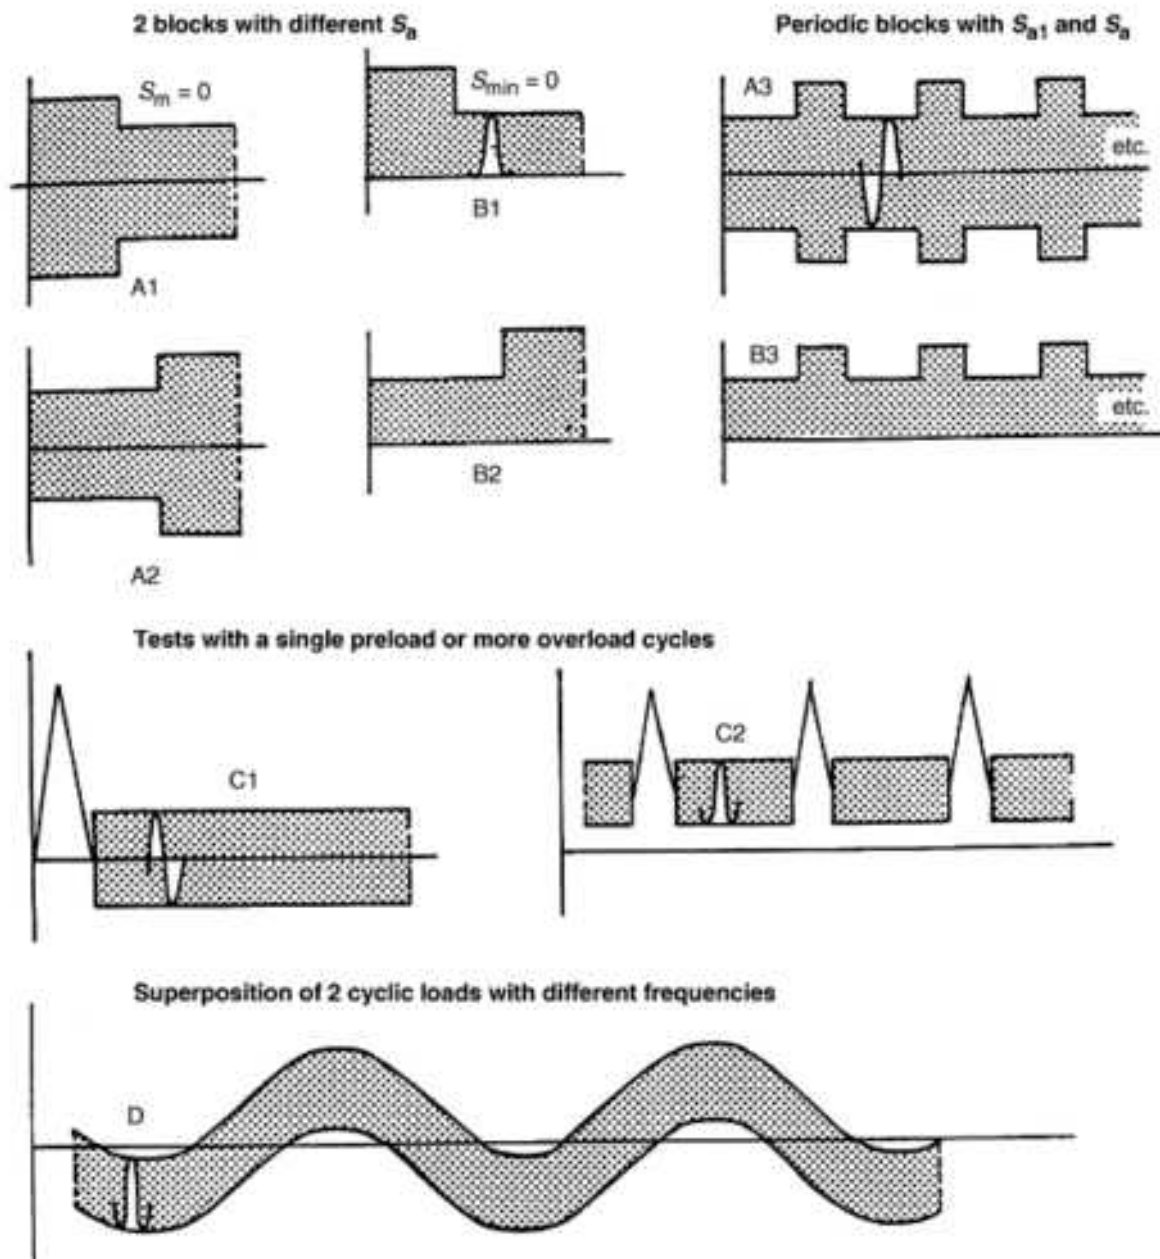 2 blocks with different Sa
Periodic blocks with Sa1 and Sa
Sm = 0
A1
Smin = 0
B1
A3
etc.
A2
B2
B3
etc.
Tests with a single preload or more overload cycles
C1
C2
Superposition of 2 cyclic loads with different frequencies
D